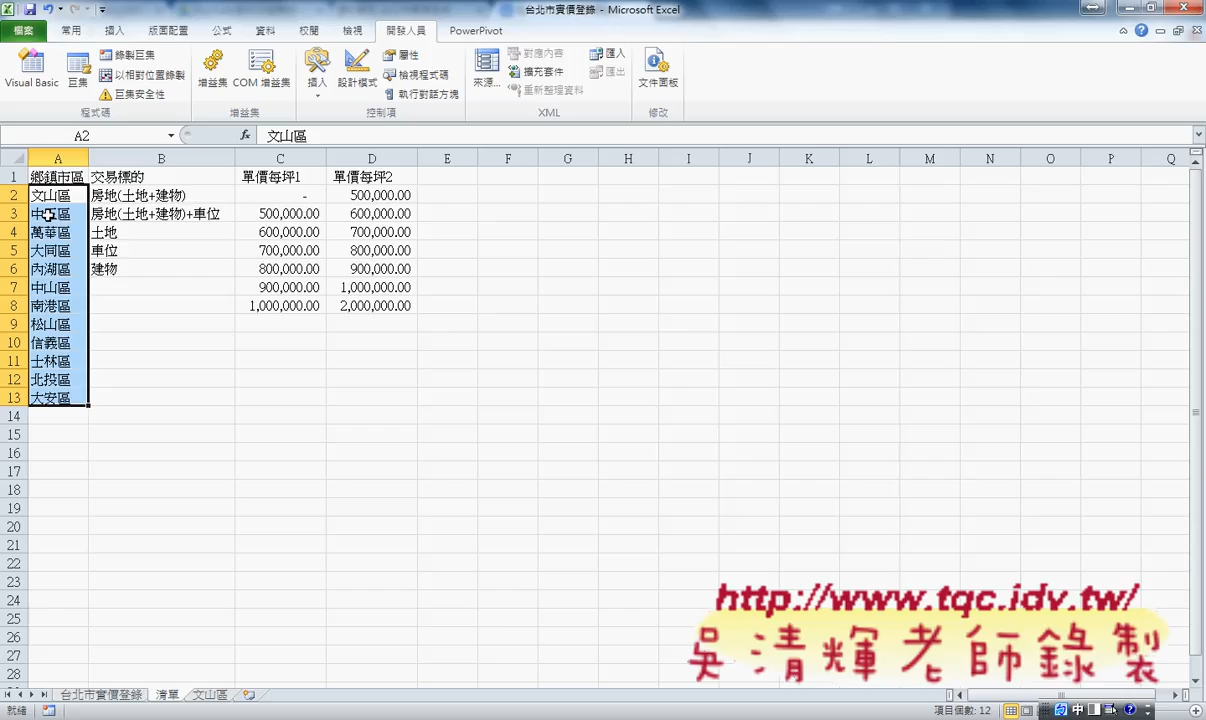 台北市實價登錄 - Microsoft Excel
檔案 常用 插入 版面配置 公式 資料 校閱 檢視 開發人員 PowerPivot
Visual Basic 巨集 錄製巨集 以相對位置錄製 巨集安全性 增益集 COM 增益集 插入 設計模式 屬性 檢視程式碼 執行對話方塊 來源... 對應內容 擴充套件 重新整理資料 匯入 匯出 文件面板
程式碼 增益集 控制項 XML 修改
A2 fx 文山區
A B C D E F G H I J K L M N O P Q
1 鄉鎮市區 交易標的 單價每坪1 單價每坪2
2 文山區 房地(土地+建物) - 500,000.00
3 中正區 房地(土地+建物)+車位 500,000.00 600,000.00
4 萬華區 土地 600,000.00 700,000.00
5 大同區 車位 700,000.00 800,000.00
6 內湖區 建物 800,000.00 900,000.00
7 中山區 900,000.00 1,000,000.00
8 南港區 1,000,000.00 2,000,000.00
9 松山區
10 信義區
11 士林區
12 北投區
13 大安區
14
15
16
17
18
19
20
21
22
23
24
25
26
27
28
http://www.tqc.idv.tw/
吳清輝老師錄製
台北市實價登錄 清單 文山區
就緒 項目個數: 12 中